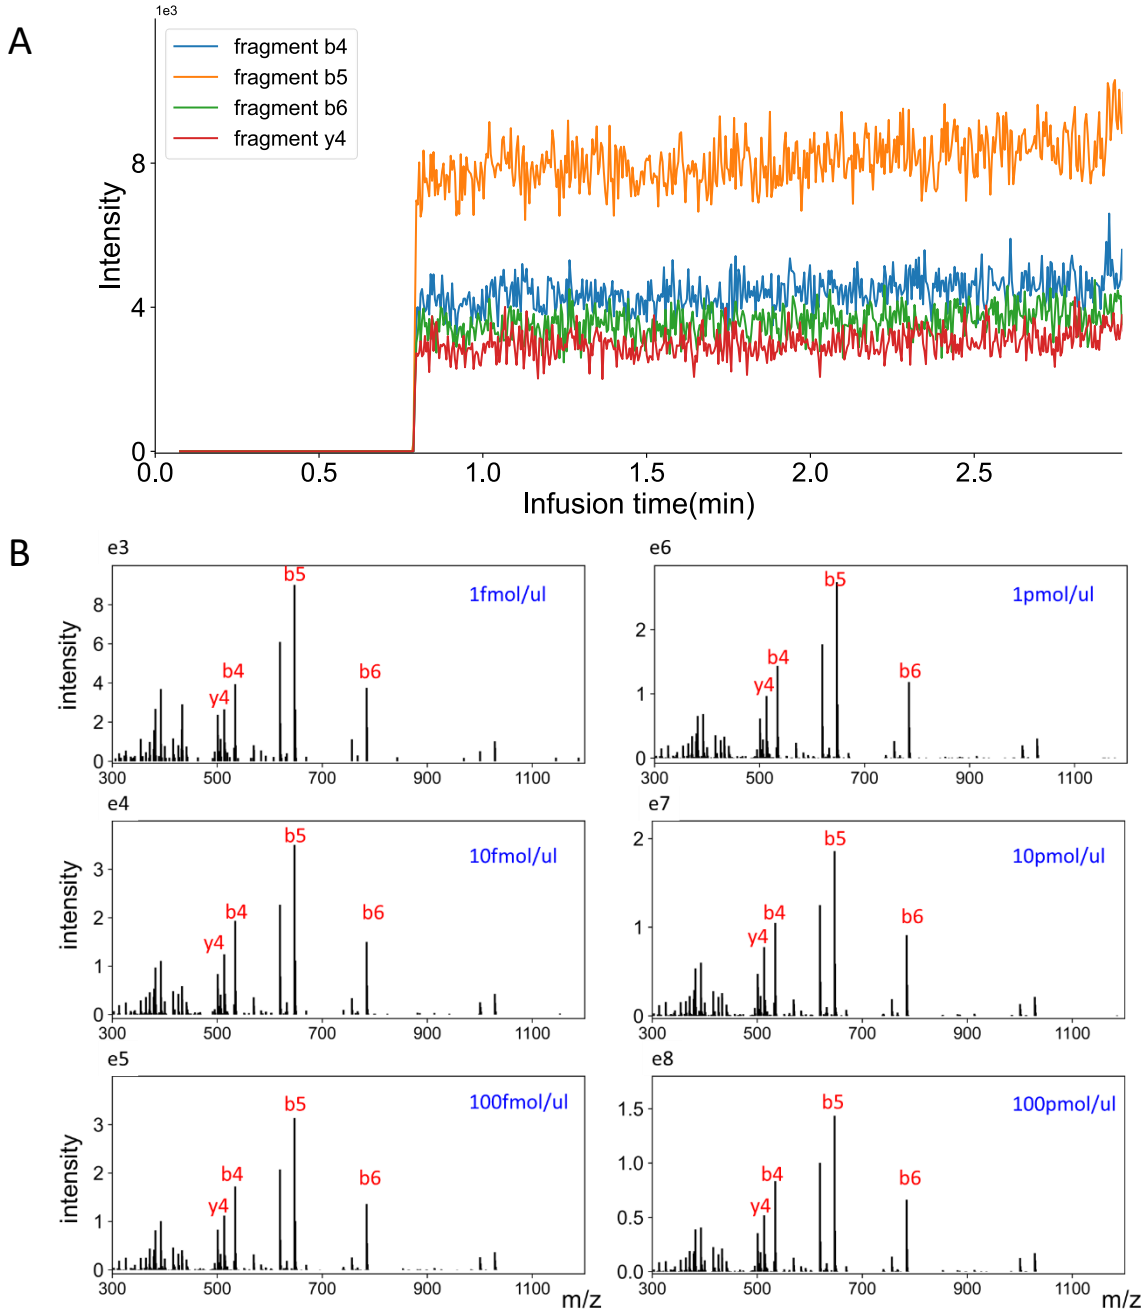 A
1e3
fragment b4
fragment b5
fragment b6
fragment y4
8
4
0
Intensity
0.0 0.5 1.0 1.5 2.0 2.5
Infusion time(min)
B
e3
1fmol/ul
b5
b4
y4
b6
8
6
4
2
0
intensity
300 500 700 900 1100
e6
1pmol/ul
b5
b4
y4
b6
2
1
0
300 500 700 900 1100
e4
10fmol/ul
b5
b4
y4
b6
3
2
1
0
intensity
300 500 700 900 1100
e7
10pmol/ul
b5
b4
y4
b6
2
1
0
300 500 700 900 1100
e5
100fmol/ul
b5
b4
y4
b6
3
2
1
0
intensity
300 500 700 900 1100
m/z
e8
100pmol/ul
b5
b4
y4
b6
1.5
1.0
0.5
0.0
300 500 700 900 1100
m/z